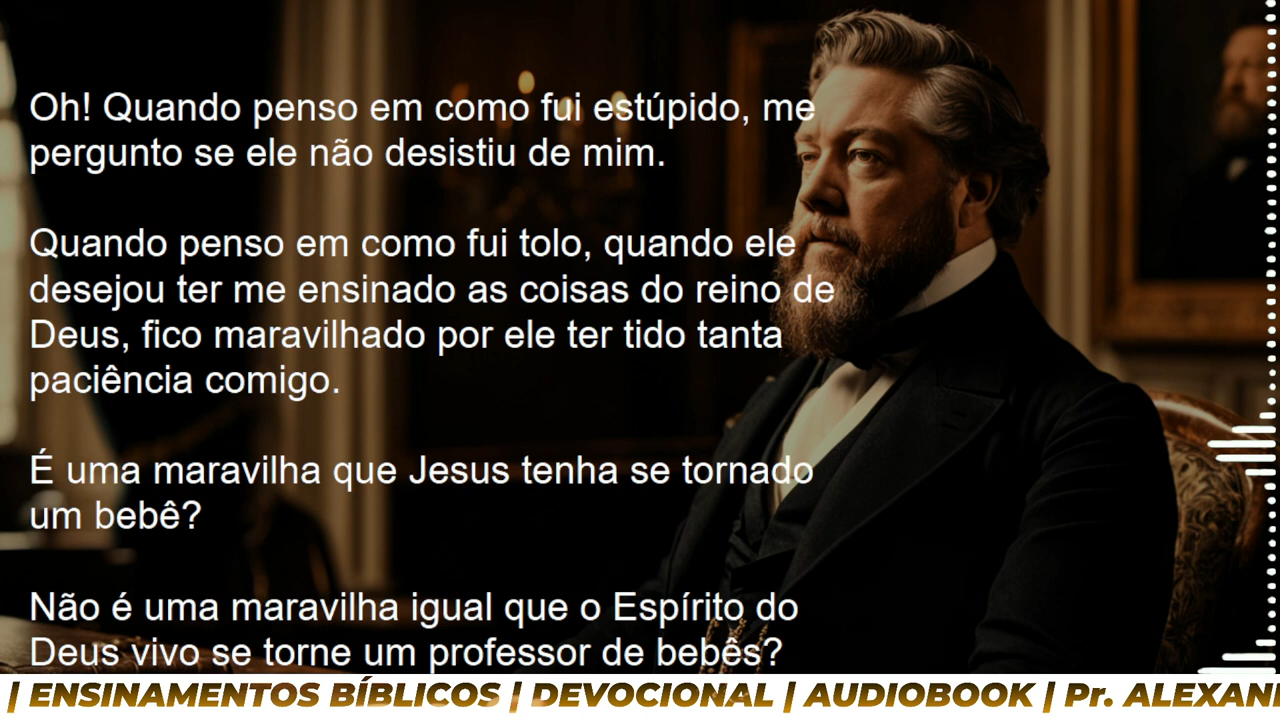 Oh! Quando penso em como fui estúpido, me
pergunto se ele não desistiu de mim.
Quando penso em como fui tolo, quando ele
desejou ter me ensinado as coisas do reino de
Deus, fico maravilhado por ele ter tido tanta
paciência comigo.
É uma maravilha que Jesus tenha se tornado
um bebê?
Não é uma maravilha igual que o Espírito do
Deus vivo se torne um professor de bebês?
| ENSINAMENTOS BÍBLICOS | DEVOCIONAL | AUDIOBOOK | Pr.